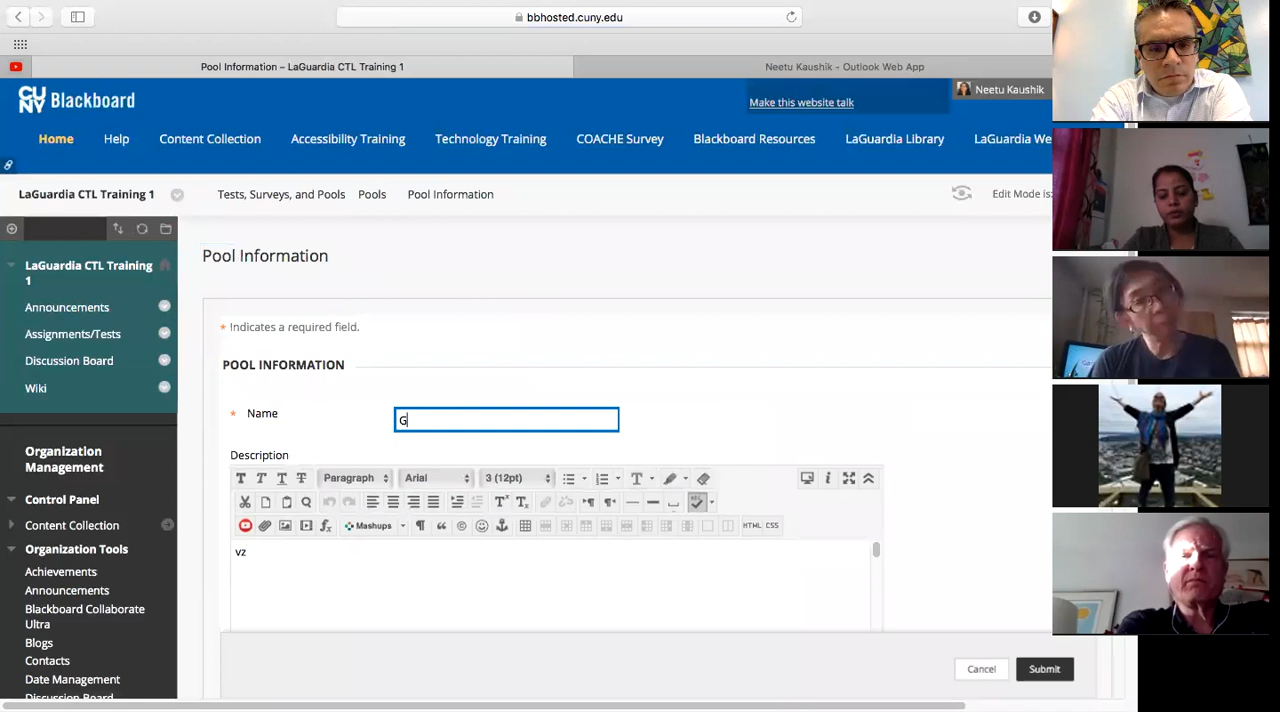 bbhosted.cuny.edu
Pool Information – LaGuardia CTL Training 1
Neetu Kaushik - Outlook Web App
CU
NY Blackboard
Make this website talk
Neetu Kaushik
Home Help Content Collection Accessibility Training Technology Training COACHE Survey Blackboard Resources LaGuardia Library LaGuardia We
LaGuardia CTL Training 1
Tests, Surveys, and Pools Pools Pool Information
Edit Mode is:
LaGuardia CTL Training
1
Announcements
Assignments/Tests
Discussion Board
Wiki
Organization
Management
Control Panel
Content Collection
Organization Tools
Achievements
Announcements
Blackboard Collaborate
Ultra
Blogs
Contacts
Date Management
Discussion Board
Pool Information
* Indicates a required field.
POOL INFORMATION
* Name
G
Description
T T T T Paragraph Arial 3 (12pt) T
Mashups
HTML CSS
vz
Cancel Submit